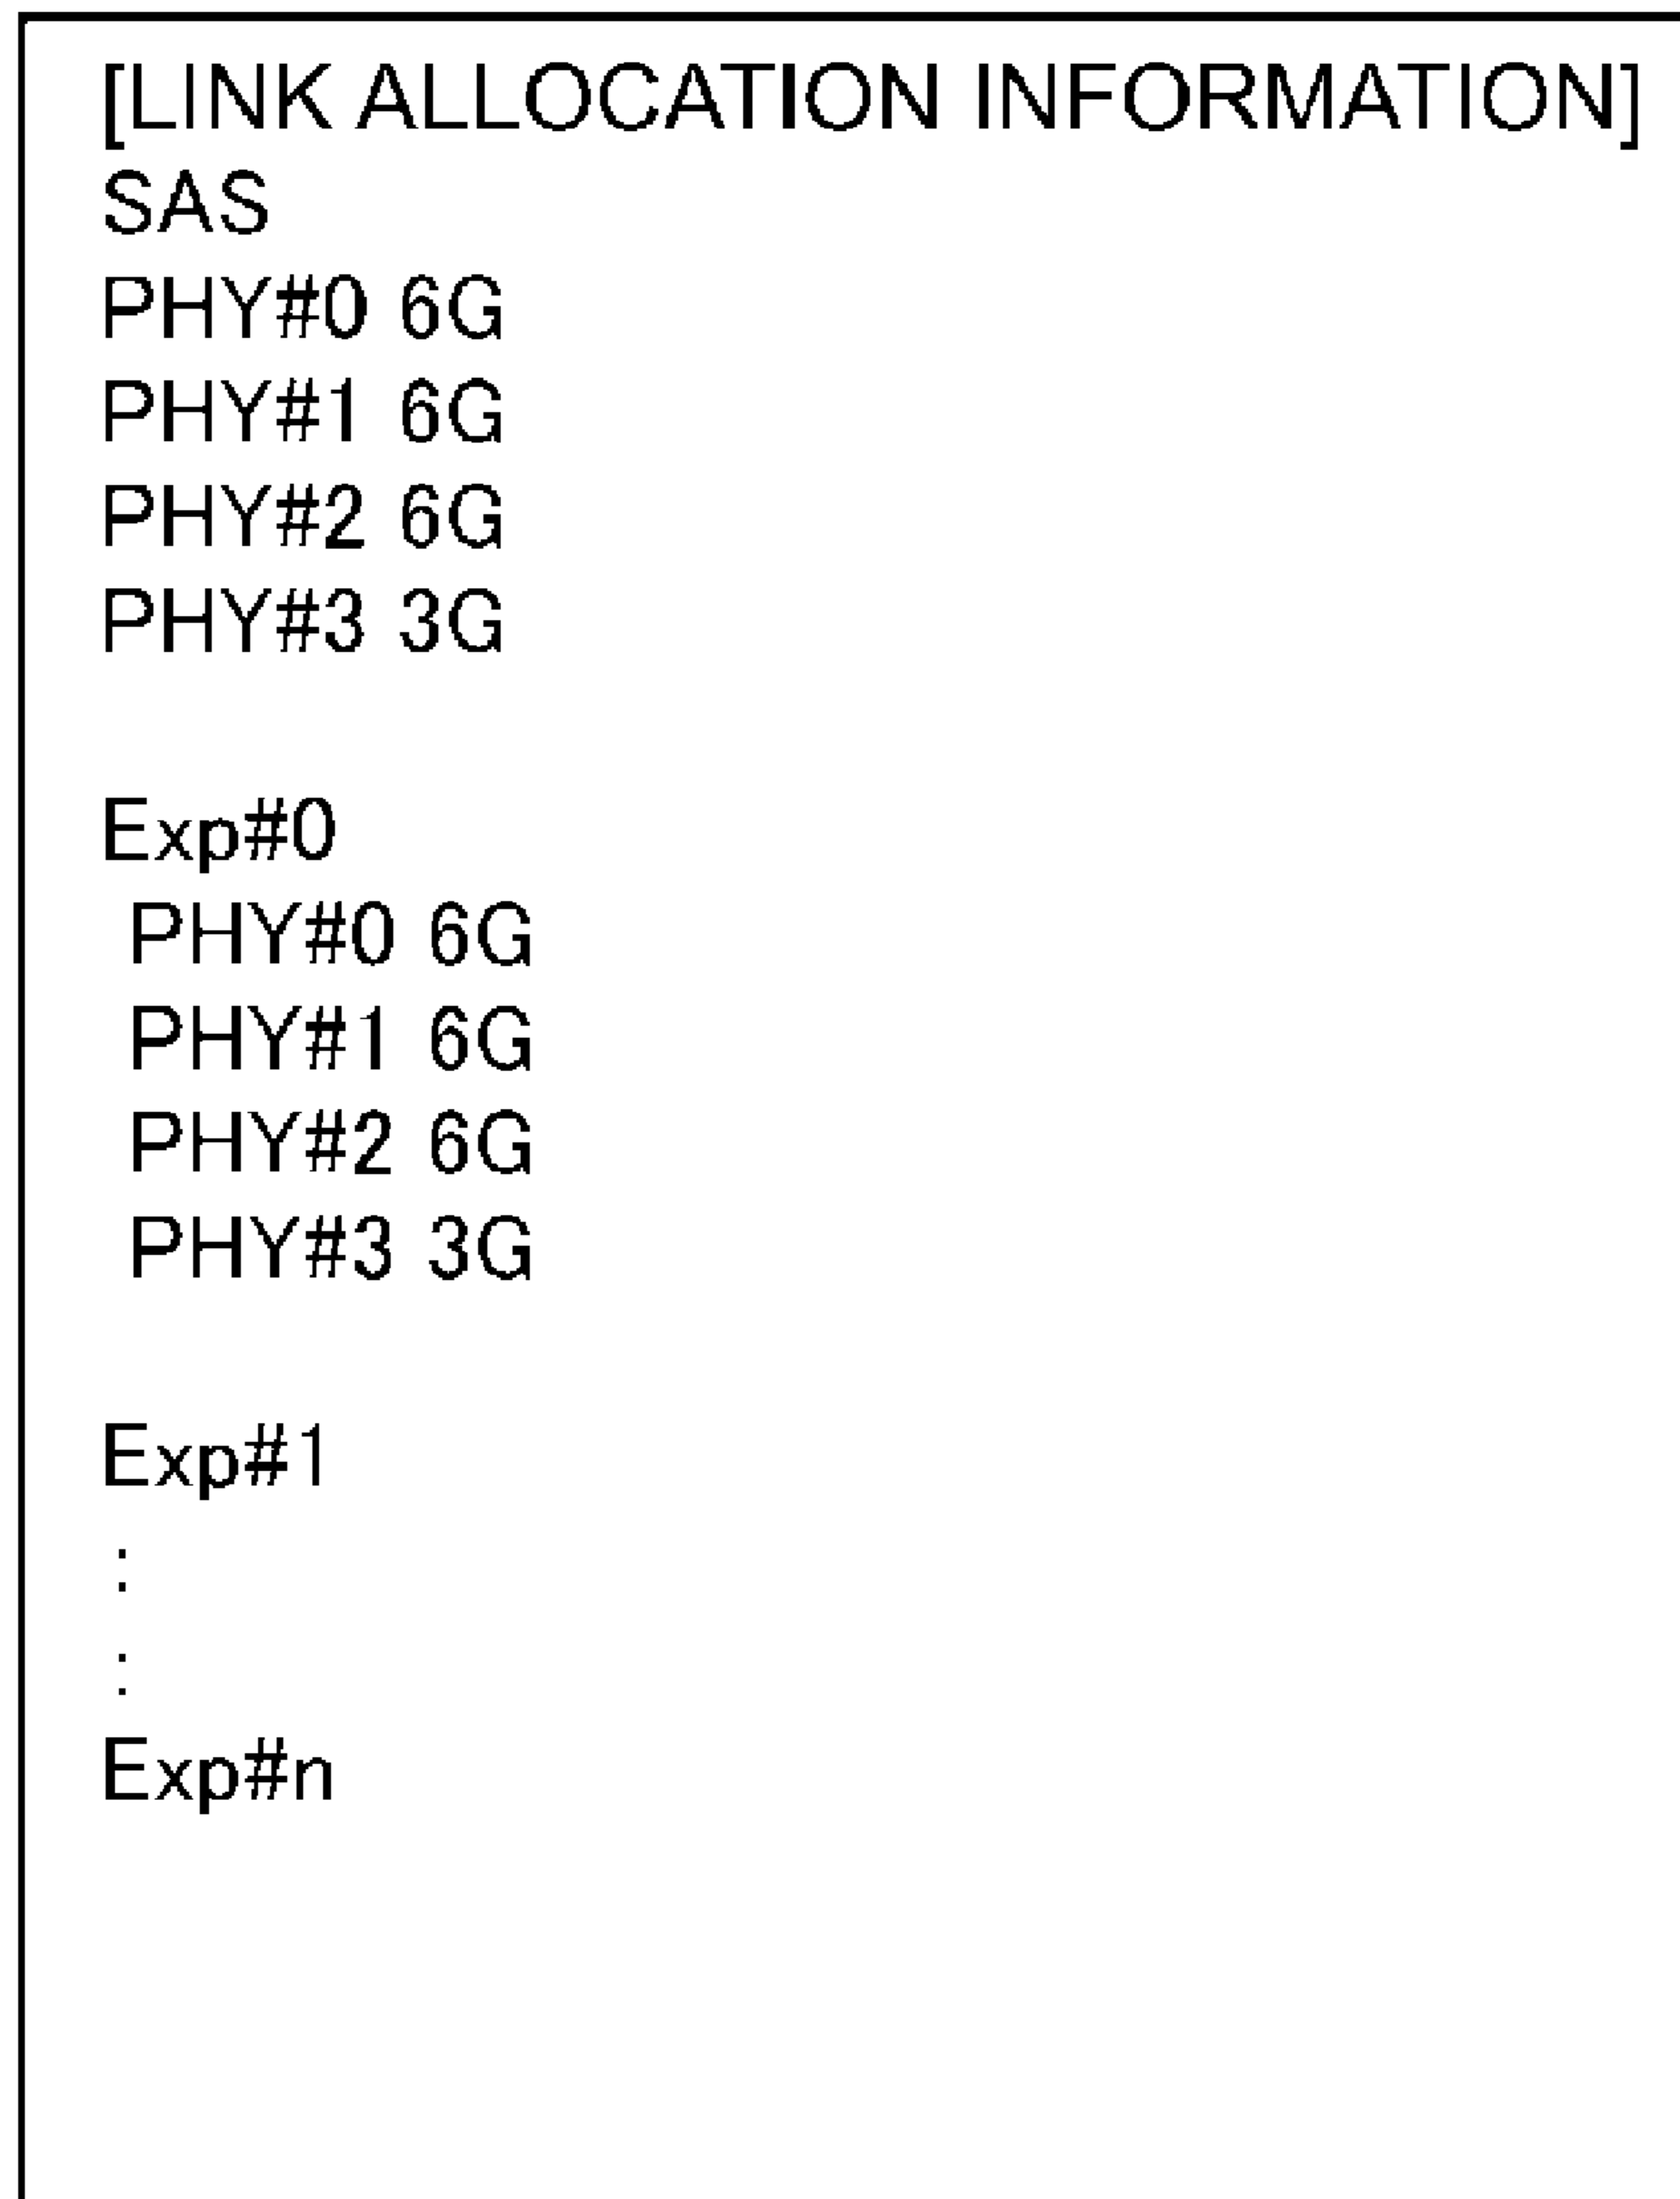 [LINK ALLOCATION INFORMATION]
SAS
PHY#0 6G
PHY#1 6G
PHY#2 6G
PHY#3 3G
Exp#0
PHY#0 6G
PHY#1 6G
PHY#2 6G
PHY#3 3G
Exp#1
:
:
Exp#n